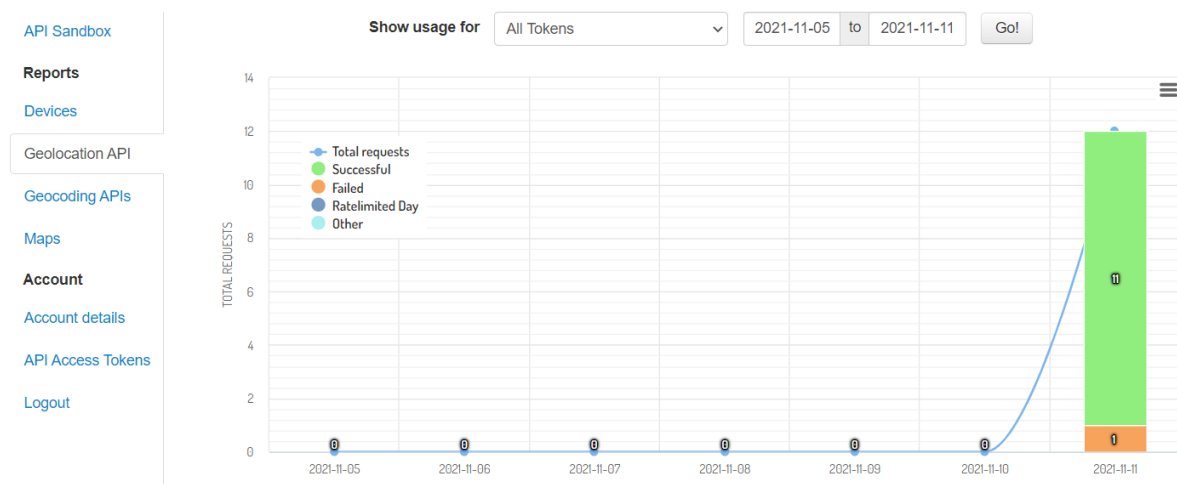 API Sandbox
Reports
Devices
Geolocation API
Geocoding APIs
Maps
Account
Account details
API Access Tokens
Logout
Show usage for All Tokens 2021-11-05 to 2021-11-11 Go!
TOTAL REQUESTS
14
12
10
8
6
4
2
0
Total requests
Successful
Failed
Ratelimited Day
Other
11
1
0 0 0 0 0 0
2021-11-05 2021-11-06 2021-11-07 2021-11-08 2021-11-09 2021-11-10 2021-11-11